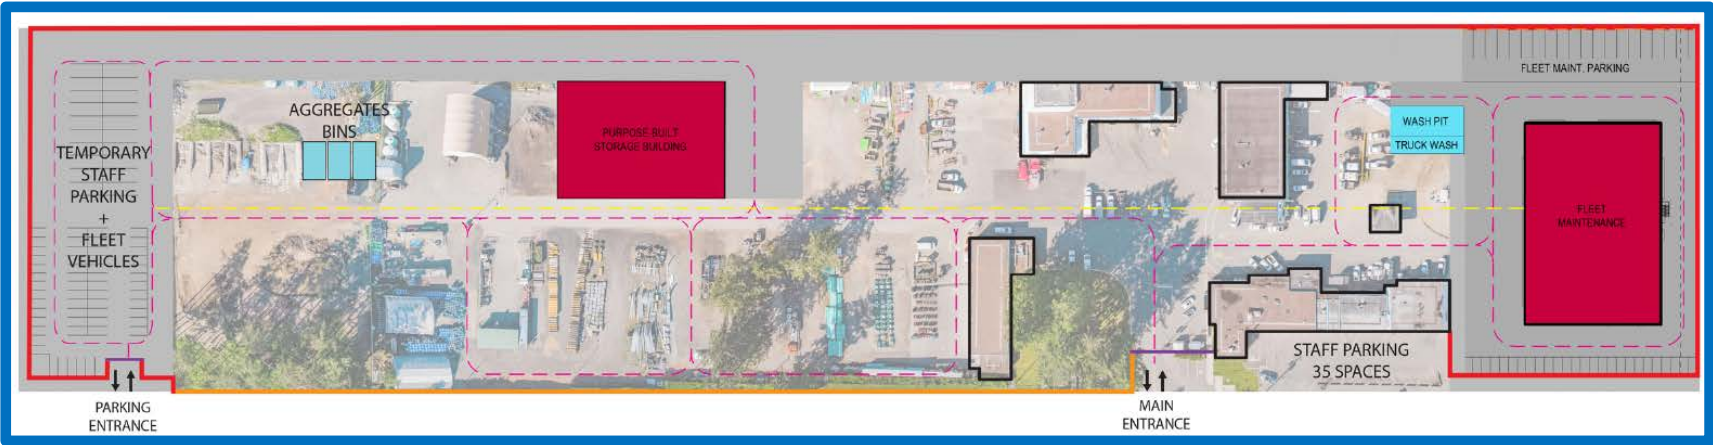 FLEET MAINT. PARKING
AGGREGATES
BINS
PURPOSE-BUILT
STORAGE BUILDING
WASH PIT
TRUCK WASH
TEMPORARY
STAFF
PARKING
+
FLEET
VEHICLES
FLEET
MAINTENANCE
STAFF PARKING
35 SPACES
PARKING
ENTRANCE
MAIN
ENTRANCE